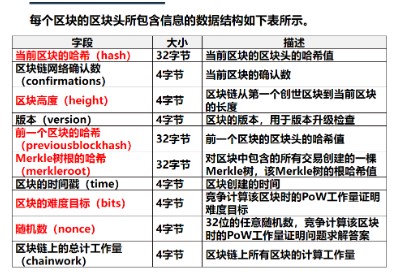 每个区块的区块头所包含信息的数据结构如下表所示。
字段 大小 描述
当前区块的哈希（hash） 32字节 当前区块的区块头的哈希值
区块链网络确认数
（confirmations） 4字节 当前区块的确认数
区块高度（height） 4字节 区块链从第一个创世区块到当前区块
的长度
版本（version） 4字节 区块的版本，用于版本升级检查
前一个区块的哈希
（previousblockhash） 32字节 前一个区块的区块头的哈希值
Merkle树根的哈希
（merkleroot） 32字节 对区块中包含的所有交易创建的一棵
Merkle树，该Merkle树的根哈希值
区块的时间戳（time） 4字节 区块创建的时间
区块的难度目标（bits） 4字节 竞争计算该区块时的PoW工作量证明
难度目标
随机数（nonce） 4字节 32位的任意随机数，竞争计算该区块
时的PoW工作量证明问题求解答案
区块链上的总计工作量
（chainwork） 4字节 区块链上所有区块的计算工作量